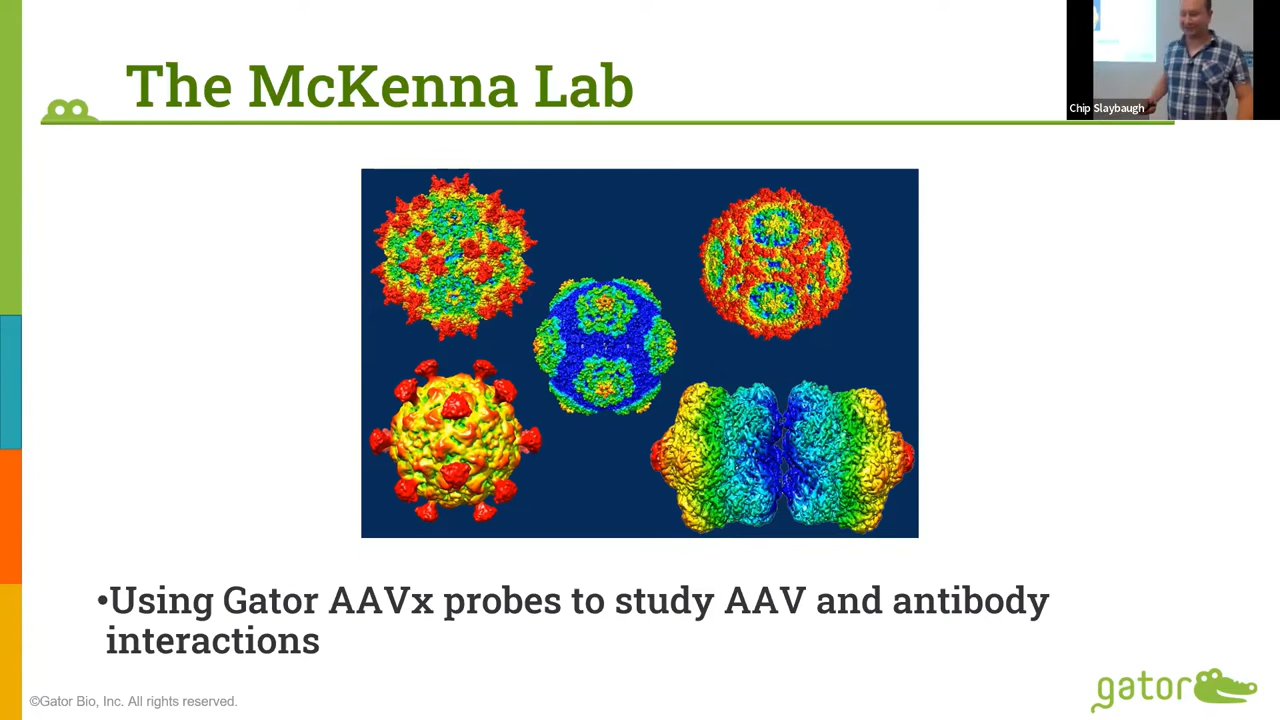 The McKenna Lab
Chip Slaybaugh
•Using Gator AAVx probes to study AAV and antibody
interactions
©Gator Bio, Inc. All rights reserved.
gator